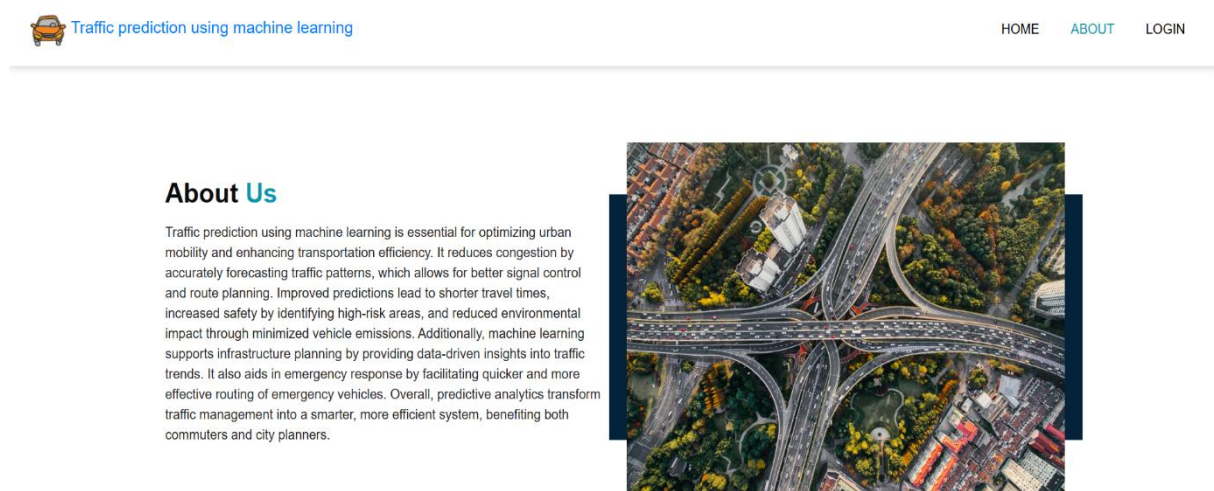 Traffic prediction using machine learning
HOME ABOUT LOGIN
About Us
Traffic prediction using machine learning is essential for optimizing urban
mobility and enhancing transportation efficiency. It reduces congestion by
accurately forecasting traffic patterns, which allows for better signal control
and route planning. Improved predictions lead to shorter travel times,
increased safety by identifying high-risk areas, and reduced environmental
impact through minimized vehicle emissions. Additionally, machine learning
supports infrastructure planning by providing data-driven insights into traffic
trends. It also aids in emergency response by facilitating quicker and more
effective routing of emergency vehicles. Overall, predictive analytics transform
traffic management into a smarter, more efficient system, benefiting both
commuters and city planners.